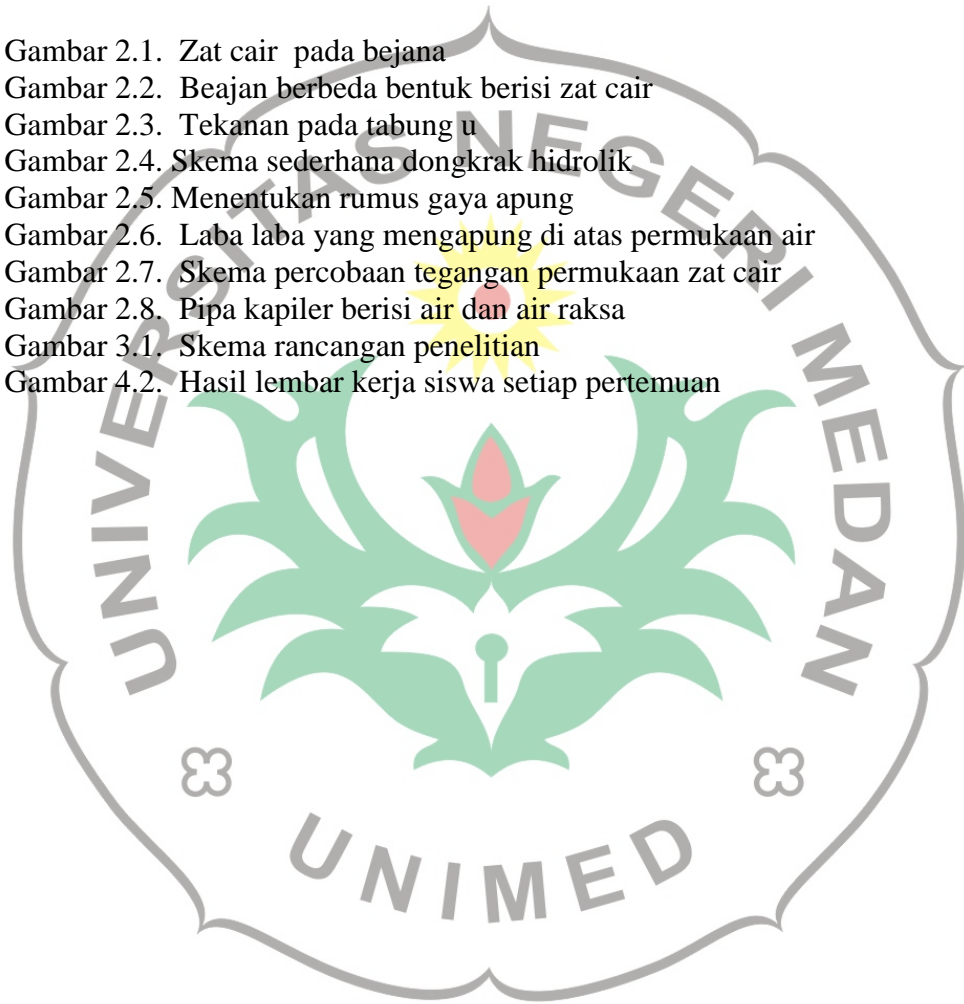 Gambar 2.1. Zat cair pada bejana
Gambar 2.2. Beajan berbeda bentuk berisi zat cair
Gambar 2.3. Tekanan pada tabung u
Gambar 2.4. Skema sederhana dongkrak hidrolik
Gambar 2.5. Menentukan rumus gaya apung
Gambar 2.6. Laba laba yang mengapung di atas permukaan air
Gambar 2.7. Skema percobaan tegangan permukaan zat cair
Gambar 2.8. Pipa kapiler berisi air dan air raksa
Gambar 3.1. Skema rancangan penelitian
Gambar 4.2. Hasil lembar kerja siswa setiap pertemuan
UNIVERSITAS NEGERI MEDAN
UNIMED